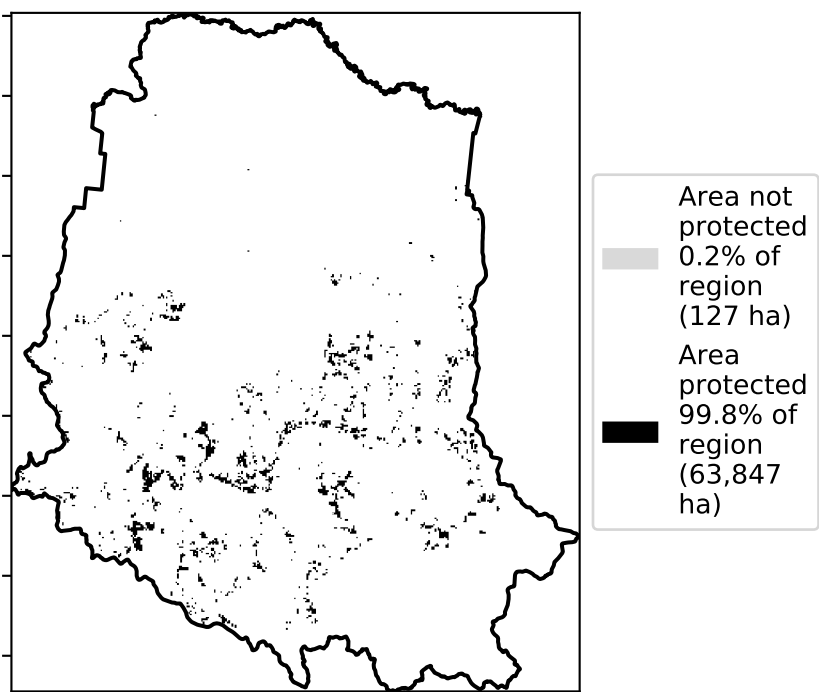 Area not
protected
0.2% of
region
(127 ha)
Area
protected
99.8% of
region
(63,847
ha)